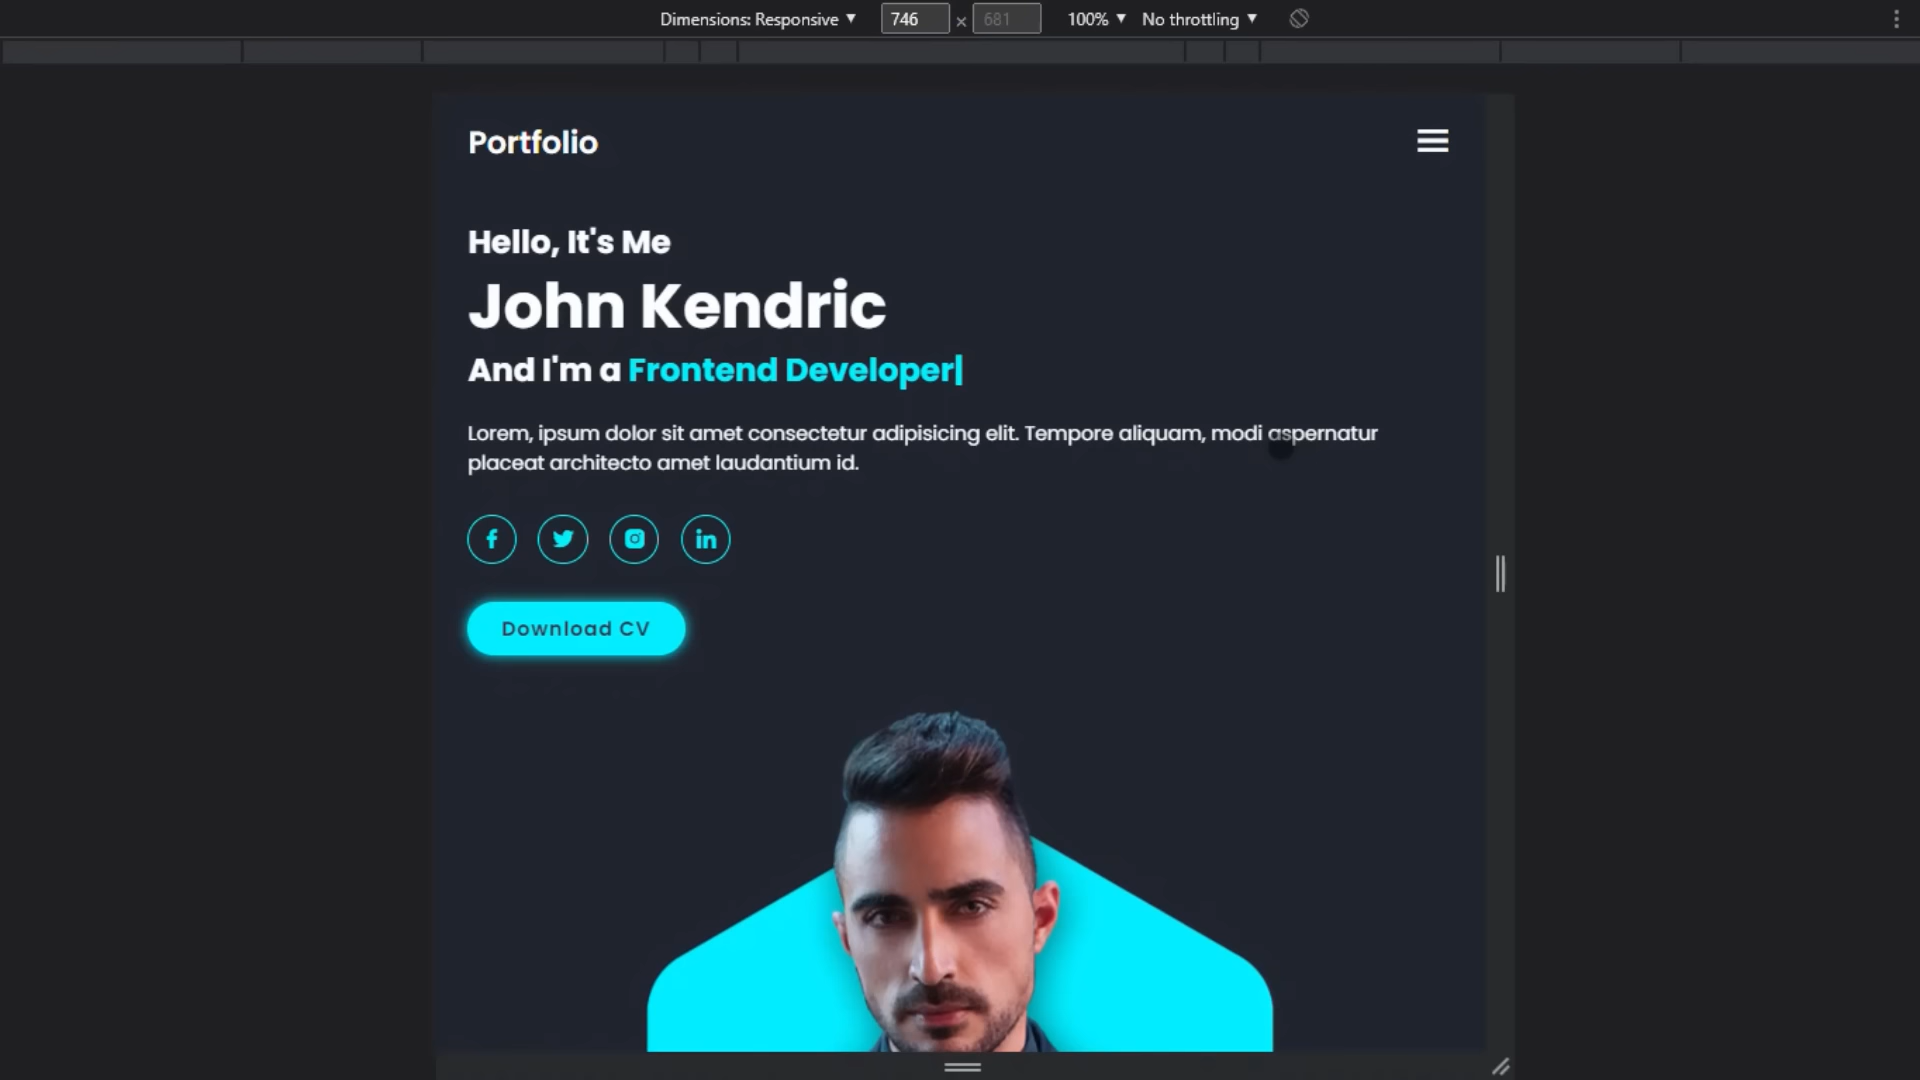 Dimensions: Responsive ▼ 746 × 681 100% ▼ No throttling ▼
Portfolio
Hello, It's Me
John Kendric
And I'm a Frontend Developer|
Lorem, ipsum dolor sit amet consectetur adipisicing elit. Tempore aliquam, modi aspernatur
placeat architecto amet laudantium id.
Download CV